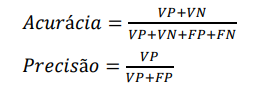 Acurácia = VP+VN / VP+VN+FP+FN
Precisão = VP / VP+FP